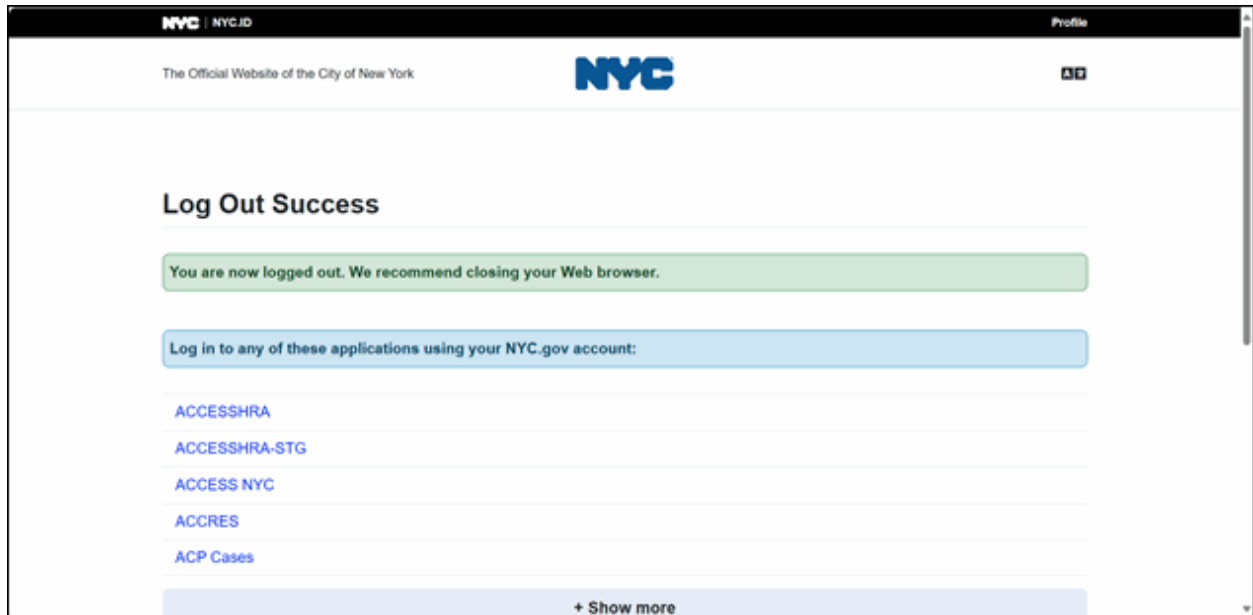 NYC | NYC.ID
Profile
The Official Website of the City of New York
NYC
Log Out Success
You are now logged out. We recommend closing your Web browser.
Log in to any of these applications using your NYC.gov account:
ACCESSHRA
ACCESSHRA-STG
ACCESS NYC
ACCRES
ACP Cases
+ Show more